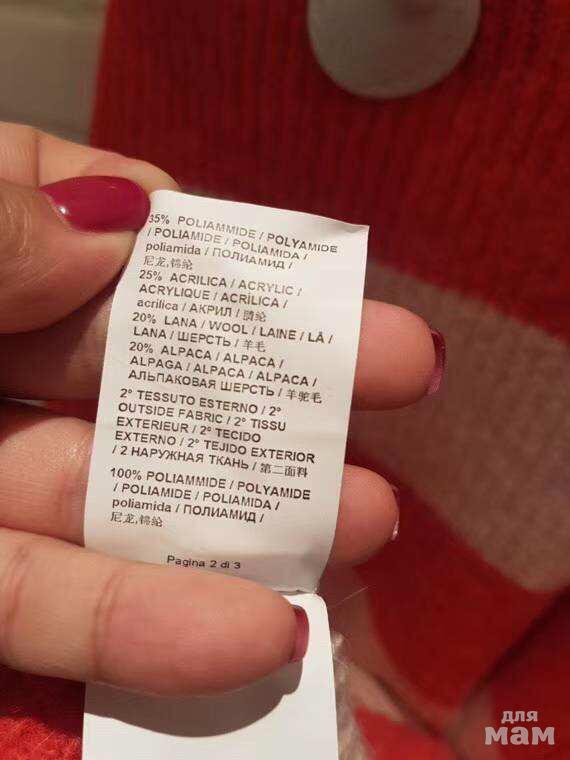 35% POLIAMMIDE / POLYAMIDE
/ POLIAMIDE / POLIAMIDA /
poliamida / ПОЛИАМИД /
尼龙,锦纶
25% ACRILICA / ACRYLIC /
ACRYLIQUE / ACRÍLICA /
acrilica / АКРИЛ / 腈纶
20% LANA / WOOL / LAINE / LÃ /
LANA / ШЕРСТЬ / 羊毛
20% ALPACA / ALPACA /
ALPAGA / ALPACA / ALPACA /
АЛЬПАКОВАЯ ШЕРСТЬ / 羊驼毛
2° TESSUTO ESTERNO / 2°
OUTSIDE FABRIC / 2° TISSU
EXTERIEUR / 2° TECIDO
EXTERNO / 2° TEJIDO EXTERIOR
/ 2 НАРУЖНАЯ ТКАНЬ / 第二面料
100% POLIAMMIDE / POLYAMIDE
/ POLIAMIDE / POLIAMIDA /
poliamida / ПОЛИАМИД /
尼龙,锦纶
Pagina 2 di 3
для
мам